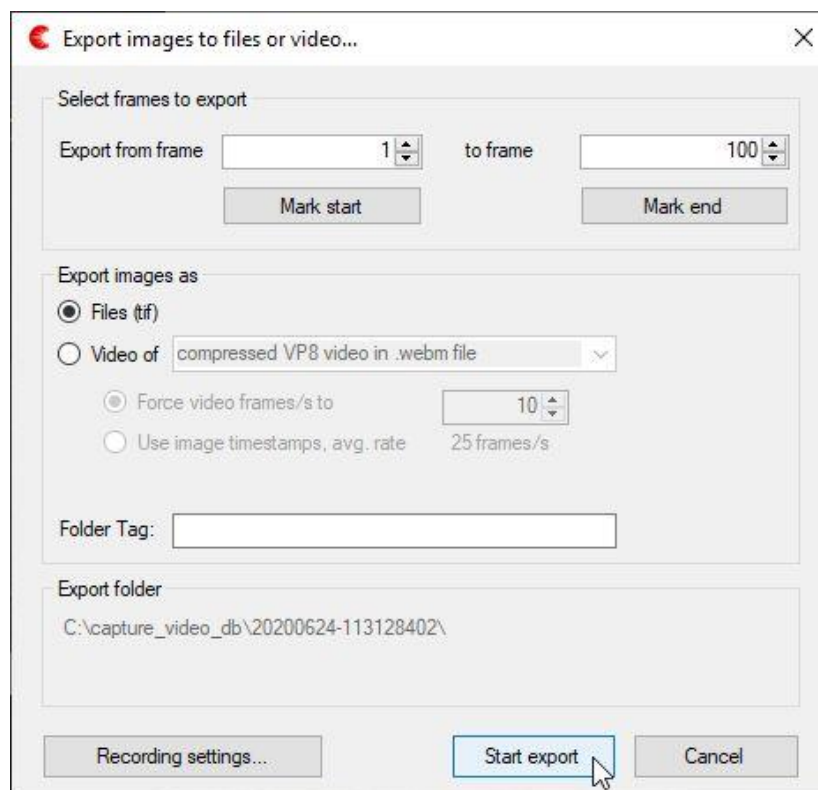 Export images to files or video...
Select frames to export
Export from frame 1 to frame 100
Mark start Mark end
Export images as
Files (tif)
Video of compressed VP8 video in .webm file
Force video frames/s to 10
Use image timestamps, avg. rate 25 frames/s
Folder Tag:
Export folder
C:\capture_video_db\20200624-113128402\
Recording settings... Start export Cancel